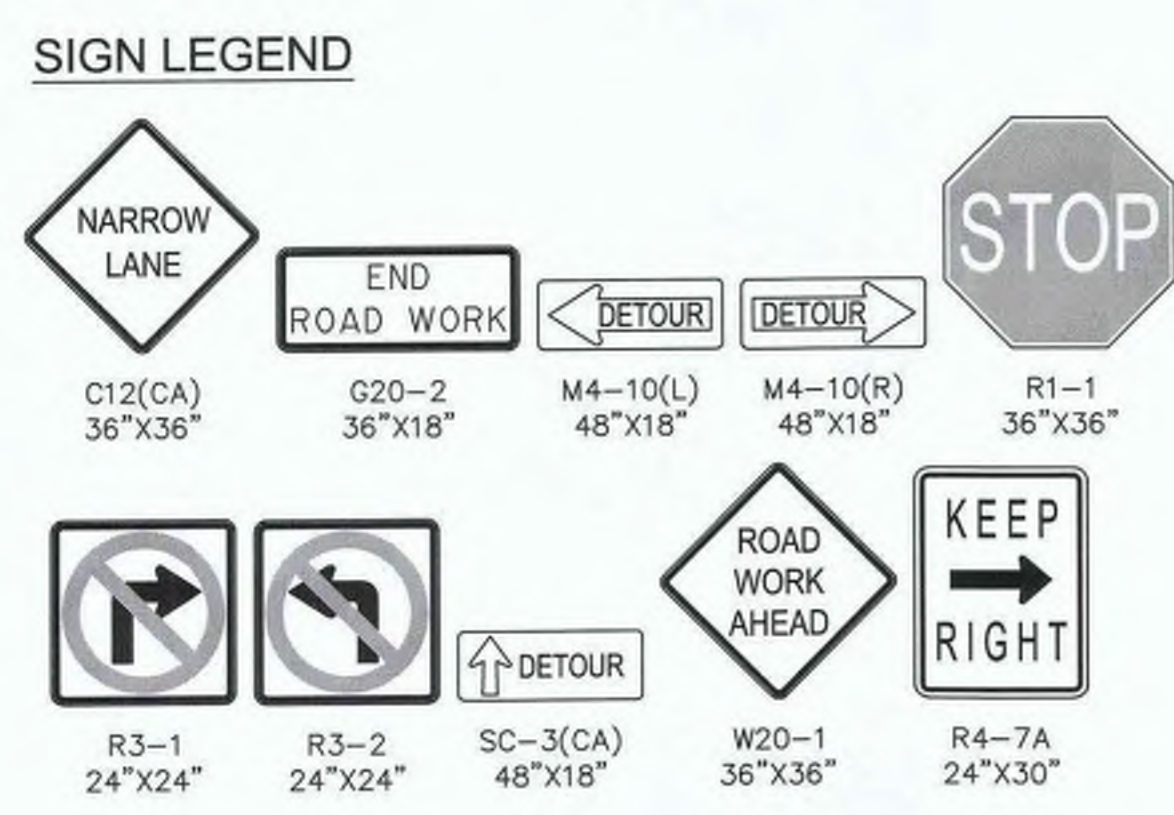 SIGN LEGEND
NARROW
LANE
C12(CA)
36”X36”
END
ROAD WORK
G20-2
36”X18”
DETOUR
M4-10(L)
48”X18”
DETOUR
M4-10(R)
48”X18”
STOP
R1-1
36”X36”
R3-1
24”X24”
R3-2
24”X24”
DETOUR
SC-3(CA)
48”X18”
ROAD
WORK
AHEAD
W20-1
36”X36”
KEEP
RIGHT
R4-7A
24”X30”